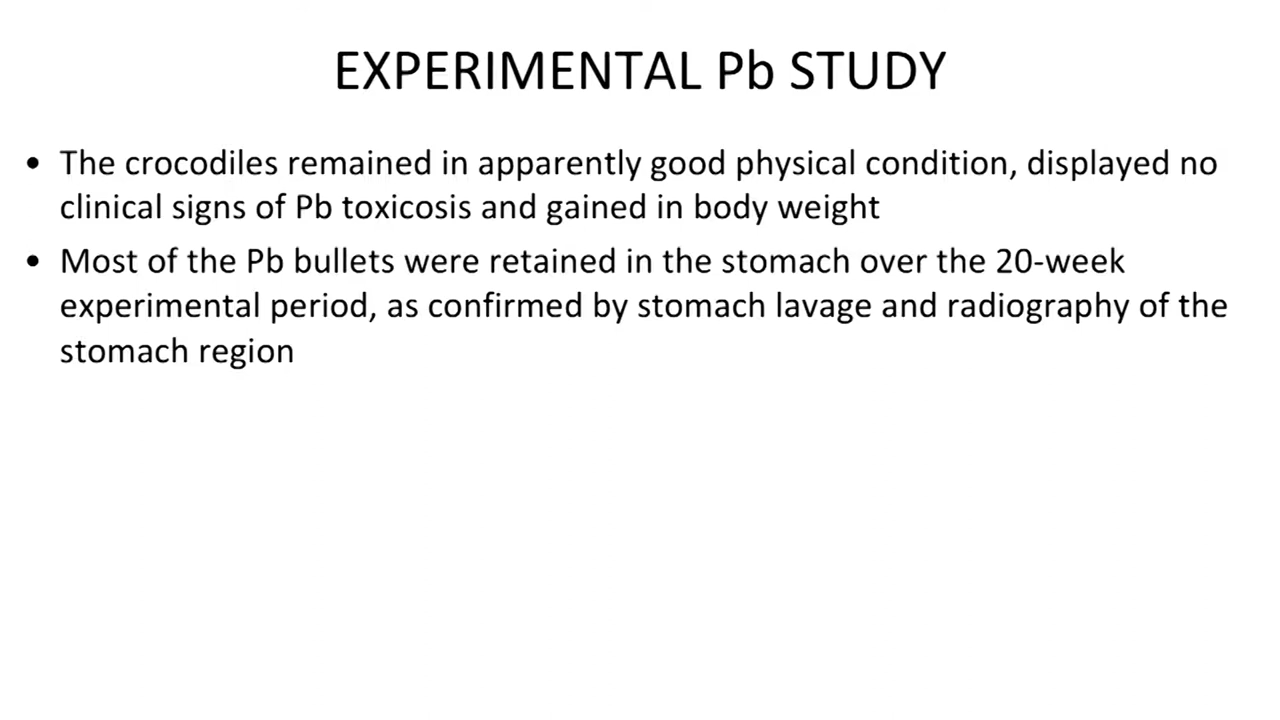 EXPERIMENTAL Pb STUDY
• The crocodiles remained in apparently good physical condition, displayed no
clinical signs of Pb toxicosis and gained in body weight
• Most of the Pb bullets were retained in the stomach over the 20-week
experimental period, as confirmed by stomach lavage and radiography of the
stomach region